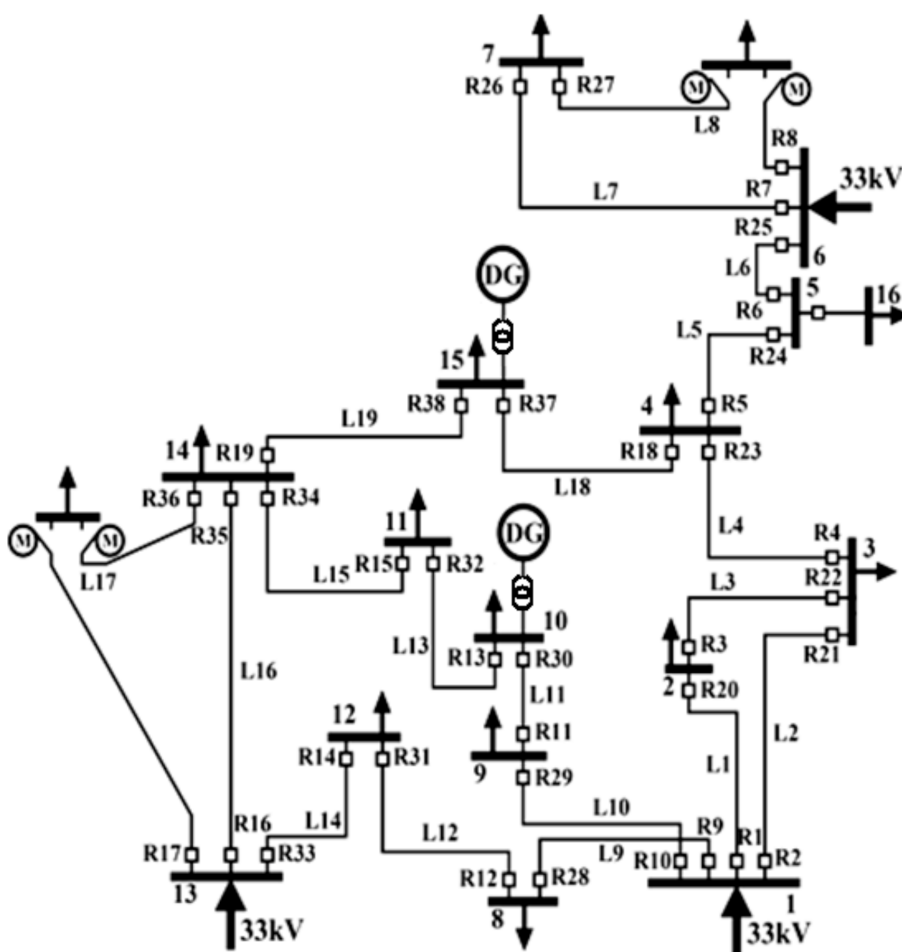 7
R26
R27
M
M
L8
R8
R7
33kV
L7
R25
6
L6
DG
5
16
R6
L5
R24
15
R38
R37
4
R5
L19
R18
R23
14
R19
L18
R36
R34
R35
11
DG
L4
M
M
R15
R32
R4
3
L17
L15
R22
L3
10
L13
R13
R30
R3
R21
L16
2
R20
L11
12
R11
L2
R14
R31
9
R29
L1
L14
L10
R16
L12
R9
R1
R17
R33
L9
R10
R2
R12
R28
13
8
1
33kV
33kV